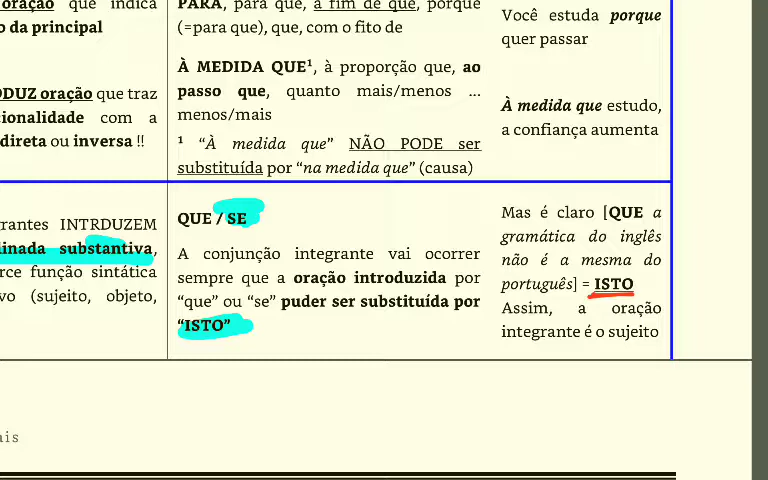 oração que indica
o da principal
DUZ oração que traz
cionalidade com a
direta ou inversa !!
PARA, para que, a fim de que, porque
(=para que), que, com o fito de
À MEDIDA QUE¹, à proporção que, ao
passo que, quanto mais/menos ...
menos/mais
¹ “À medida que” NÃO PODE ser
substituída por “na medida que” (causa)
Você estuda porque
quer passar
À medida que estudo,
a confiança aumenta
grantes INTRDUZEM
inada substantiva,
rce função sintática
vo (sujeito, objeto,
QUE / SE
A conjunção integrante vai ocorrer
sempre que a oração introduzida por
“que” ou “se” puder ser substituída por
“ISTO”
Mas é claro [QUE a
gramática do inglês
não é a mesma do
português] = ISTO
Assim, a oração
integrante é o sujeito
ais